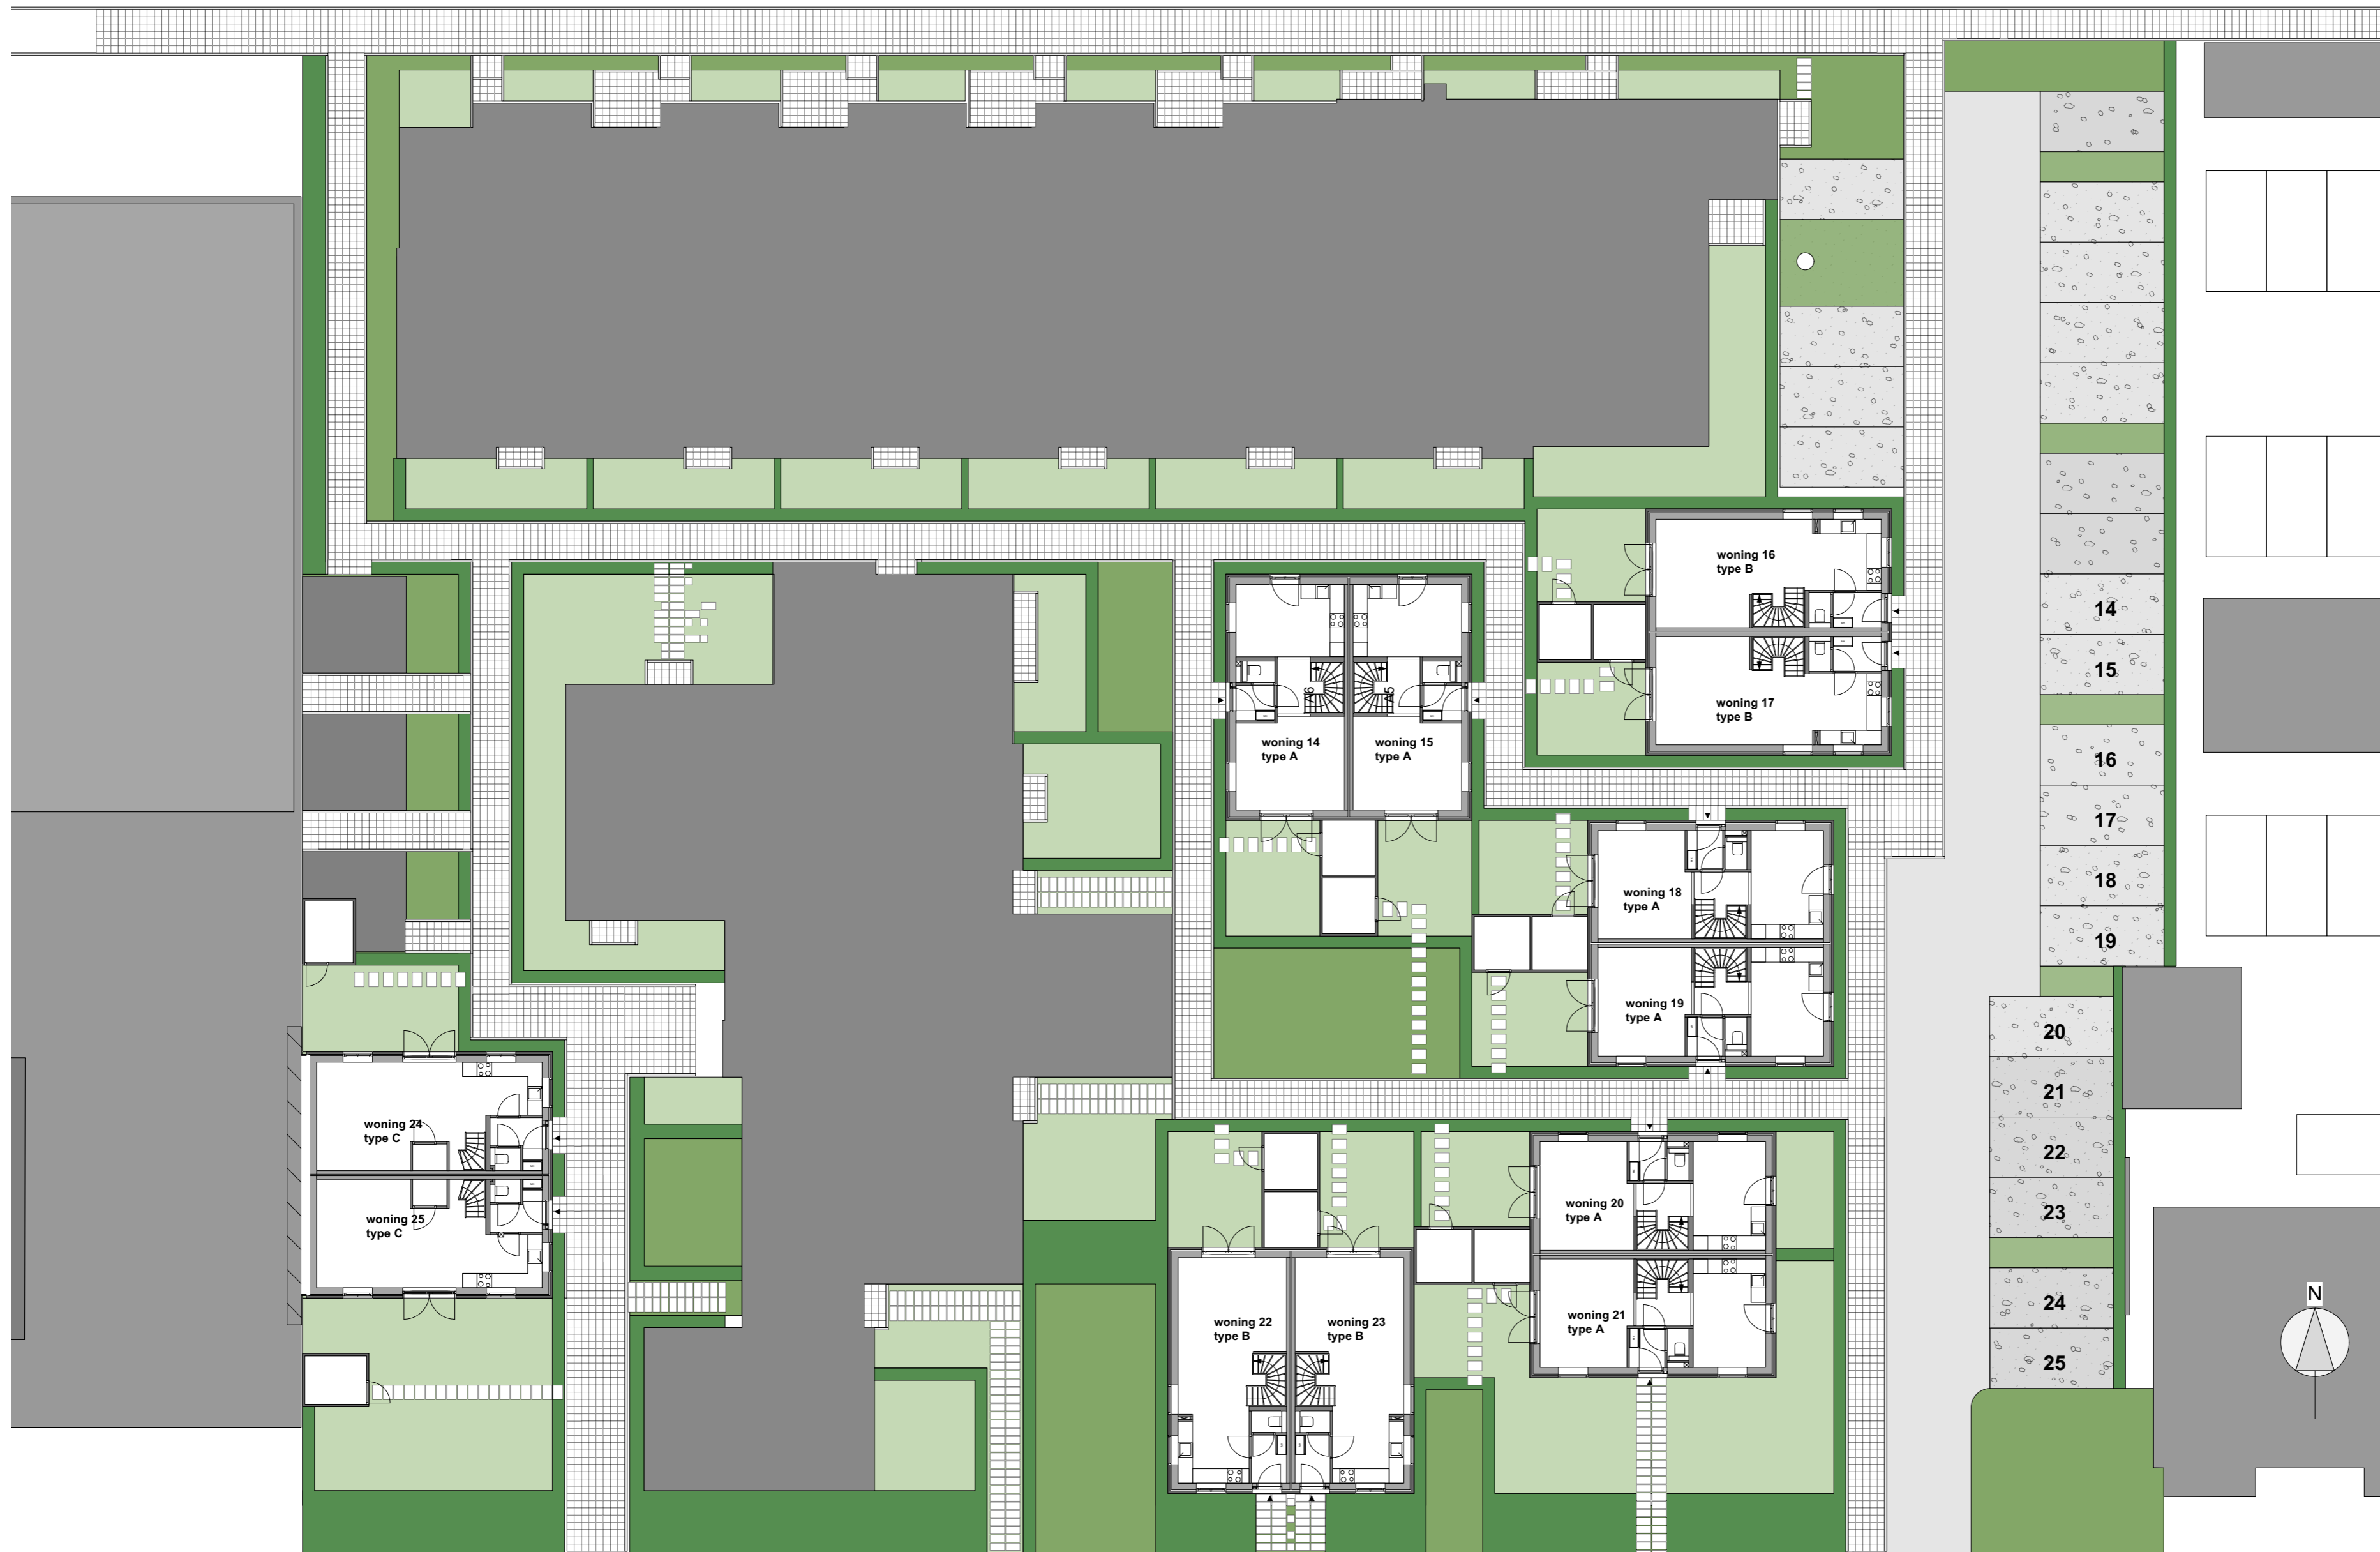 woning 16
type B
14
15
A6
A5
woning 17
type B
woning 14
type A
woning 15
type A
16
17
woning 18
type A
18
19
woning 19
type A
20
21
woning 24
type C
22
woning 20
type A
23
woning 25
type C
N
24
woning 22
type B
woning 23
type B
woning 21
type A
25